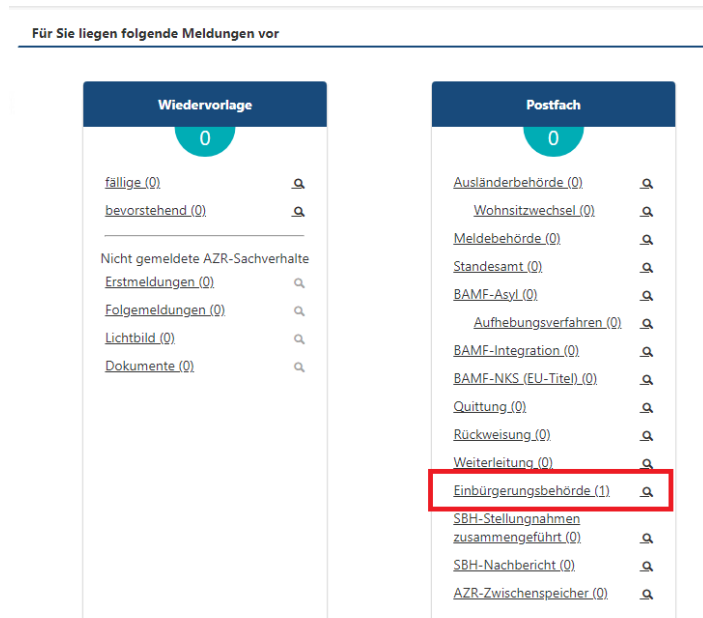 Für Sie liegen folgende Meldungen vor
Wiedervorlage
0
fällige (0)
bevorstehend (0)
Nicht gemeldete AZR-Sachverhalte
Erstmeldungen (0)
Folgemeldungen (0)
Lichtbild (0)
Dokumente (0)
Postfach
0
Ausländerbehörde (0)
Wohnsitzwechsel (0)
Meldebehörde (0)
Standesamt (0)
BAMF-Asyl (0)
Aufhebungsverfahren (0)
BAMF-Integration (0)
BAMF-NKS (EU-Titel) (0)
Quittung (0)
Rückweisung (0)
Weiterleitung (0)
Einbürgerungsbehörde (1)
SBH-Stellungnahmen
zusammengeführt (0)
SBH-Nachbericht (0)
AZR-Zwischenspeicher (0)